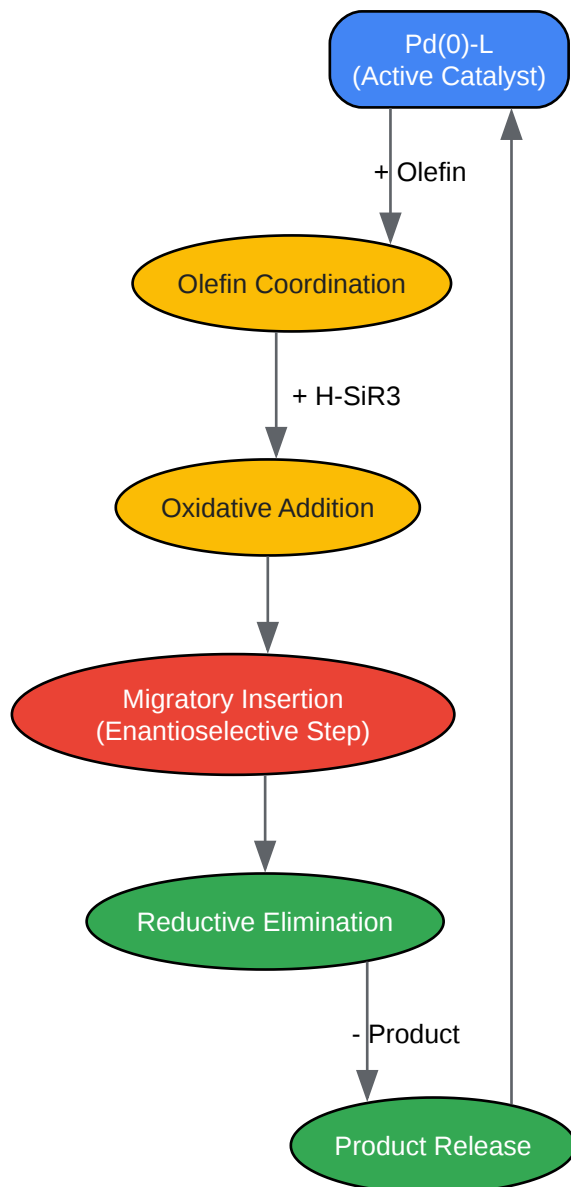 Pd(0)-L
(Active Catalyst)
+ Olefin
Olefin Coordination
+ H-SiR3
Oxidative Addition
Migratory Insertion
(Enantioselective Step)
Reductive Elimination
- Product
Product Release